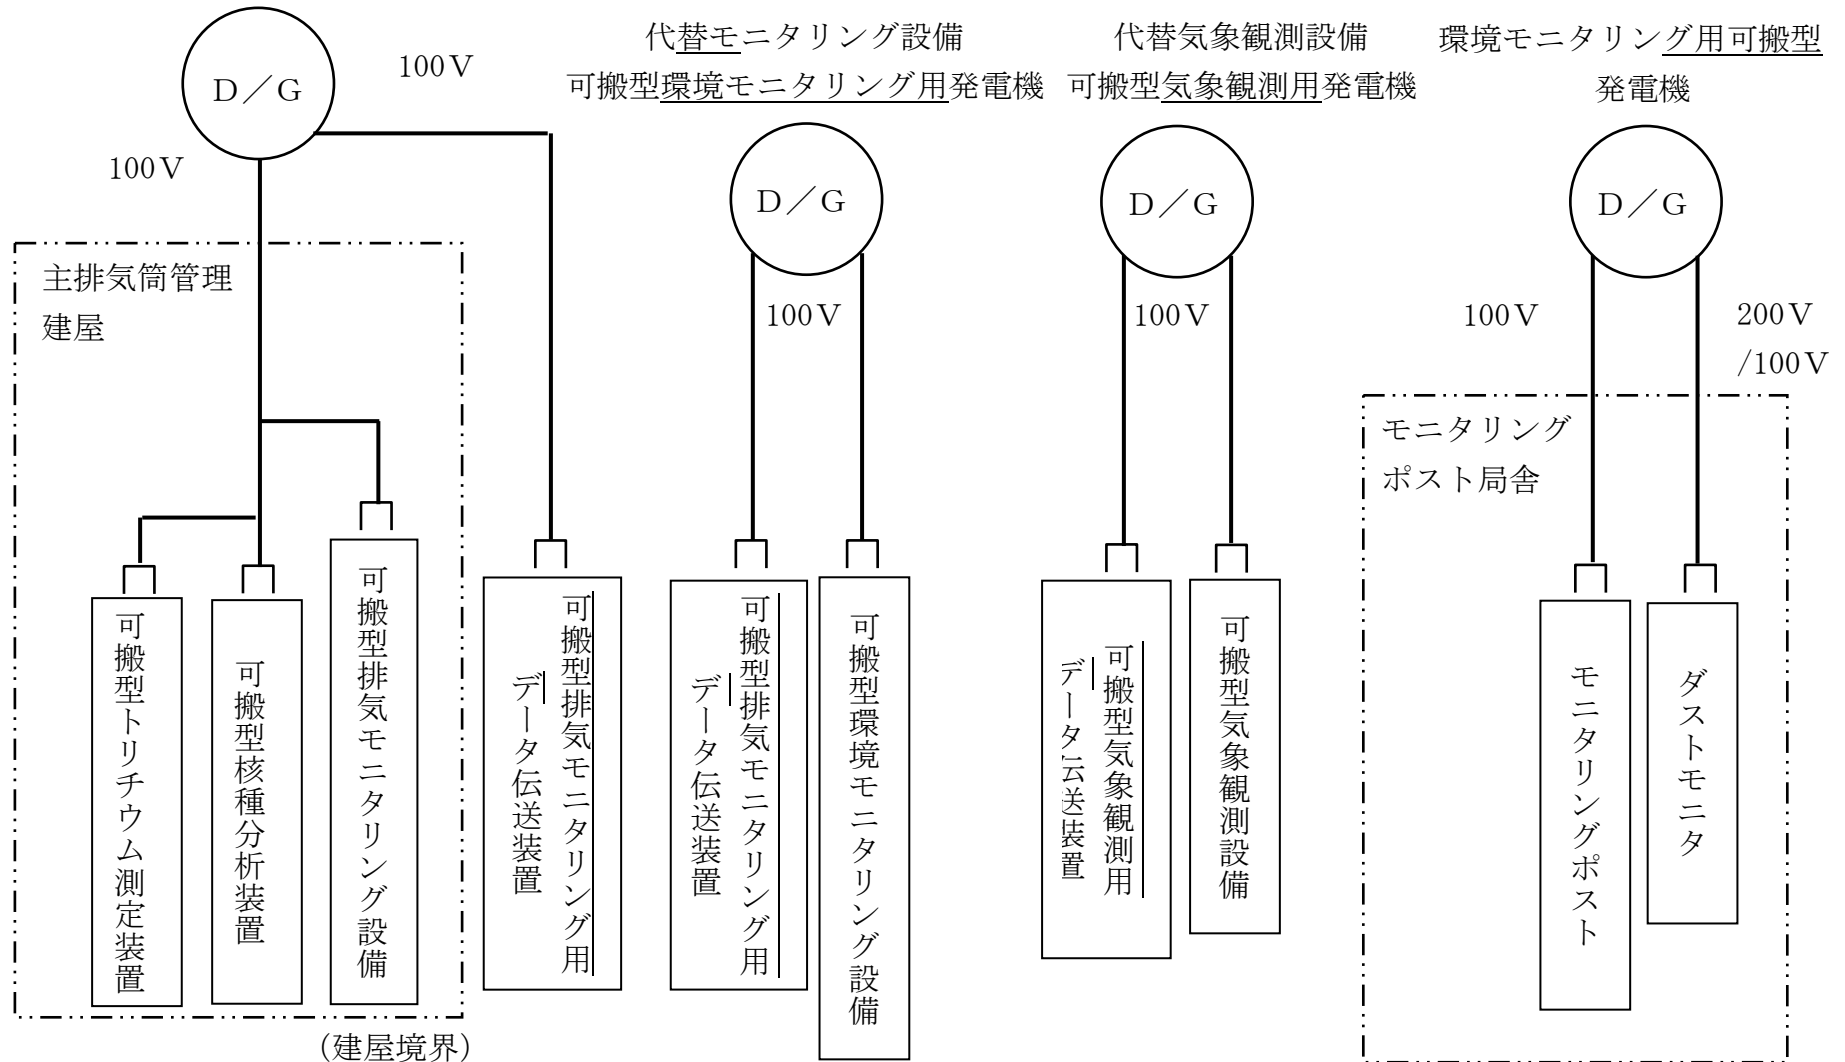 D／G
100V
100V
主排気筒管理
建屋
可搬型トリチウム測定装置
可搬型核種分析装置
可搬型排気モニタリング設備
(建屋境界)
可搬型排気モニタリング用
データ伝送装置
代替モニタリング設備
可搬型環境モニタリング用発電機
D／G
100V
可搬型排気モニタリング用
データ伝送装置
可搬型環境モニタリング設備
代替気象観測設備
可搬型気象観測用発電機
D／G
100V
可搬型気象観測用
データ伝送装置
可搬型気象観測設備
環境モニタリング用可搬型
発電機
D／G
100V
200V
/100V
モニタリング
ポスト局舎
モニタリングポスト
ダストモニタ